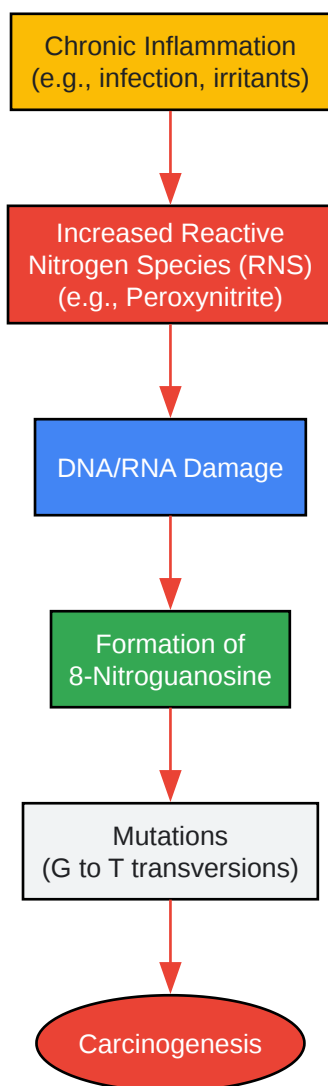 Chronic Inflammation
(e.g., infection, irritants)
Increased Reactive
Nitrogen Species (RNS)
(e.g., Peroxynitrite)
DNA/RNA Damage
Formation of
8-Nitroguanosine
Mutations
(G to T transversions)
Carcinogenesis